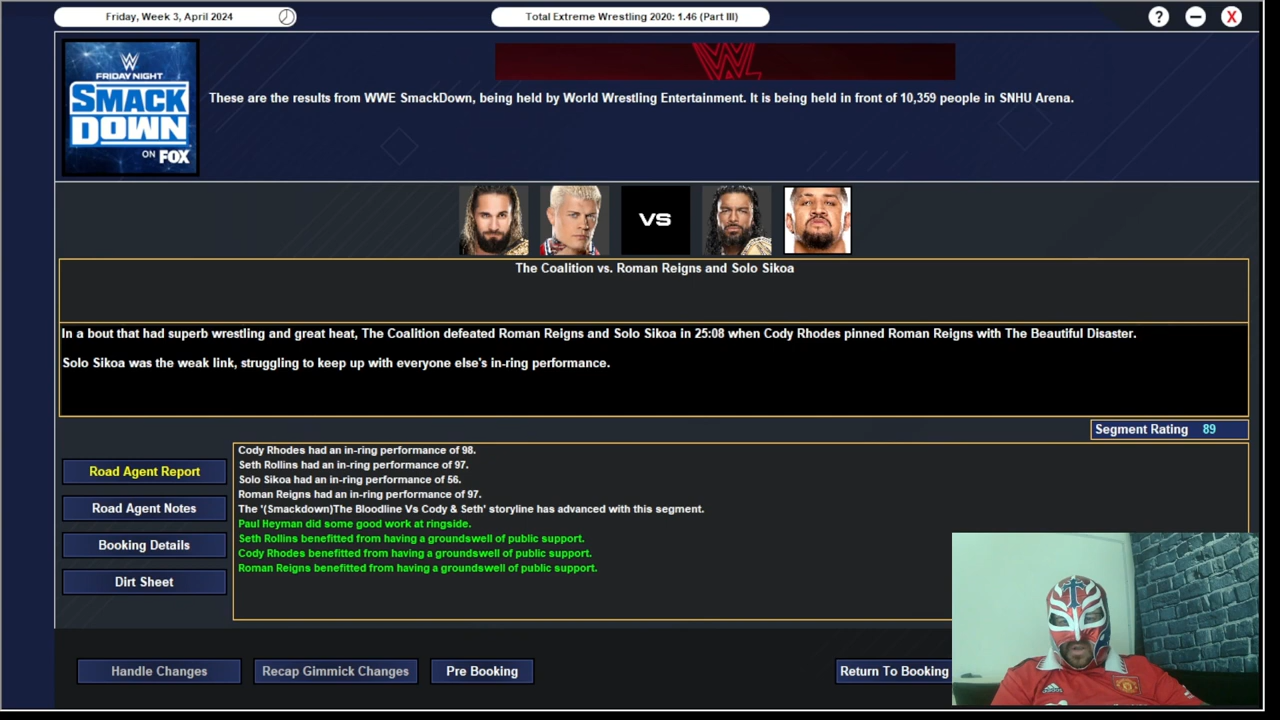 Friday, Week 3, April 2024
Total Extreme Wrestling 2020: 1.46 (Part III)
?
X
FRIDAY NIGHT
SMACK
DOWN
ON FOX
These are the results from WWE SmackDown, being held by World Wrestling Entertainment. It is being held in front of 10,359 people in SNHU Arena.
VS
The Coalition vs. Roman Reigns and Solo Sikoa
In a bout that had superb wrestling and great heat, The Coalition defeated Roman Reigns and Solo Sikoa in 25:08 when Cody Rhodes pinned Roman Reigns with The Beautiful Disaster.
Solo Sikoa was the weak link, struggling to keep up with everyone else's in-ring performance.
Segment Rating 89
Road Agent Report
Road Agent Notes
Booking Details
Dirt Sheet
Cody Rhodes had an in-ring performance of 98.
Seth Rollins had an in-ring performance of 97.
Solo Sikoa had an in-ring performance of 56.
Roman Reigns had an in-ring performance of 97.
The '(Smackdown)The Bloodline Vs Cody & Seth' storyline has advanced with this segment.
Paul Heyman did some good work at ringside.
Seth Rollins benefitted from having a groundswell of public support.
Cody Rhodes benefitted from having a groundswell of public support.
Roman Reigns benefitted from having a groundswell of public support.
Handle Changes
Recap Gimmick Changes
Pre Booking
Return To Booking
adidas